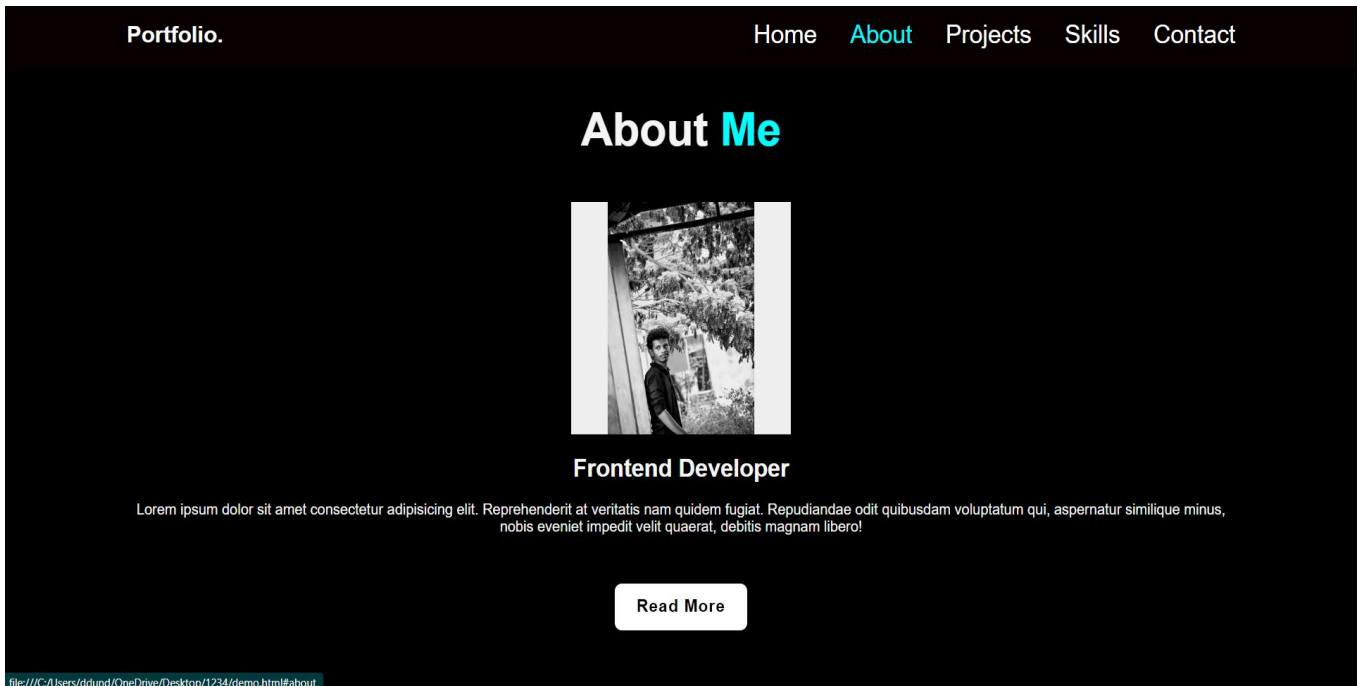 Portfolio.
Home About Projects Skills Contact
About Me
Frontend Developer
Lorem ipsum dolor sit amet consectetur adipisicing elit. Reprehenderit at veritatis nam quidem fugiat. Repudiandae odit quibusdam voluptatum qui, aspernatur similique minus,
nobis eveniet impedit velit quaerat, debitis magnam libero!
Read More
file:///C:/Users/ddund/OneDrive/Desktop/1234/demo.html#about